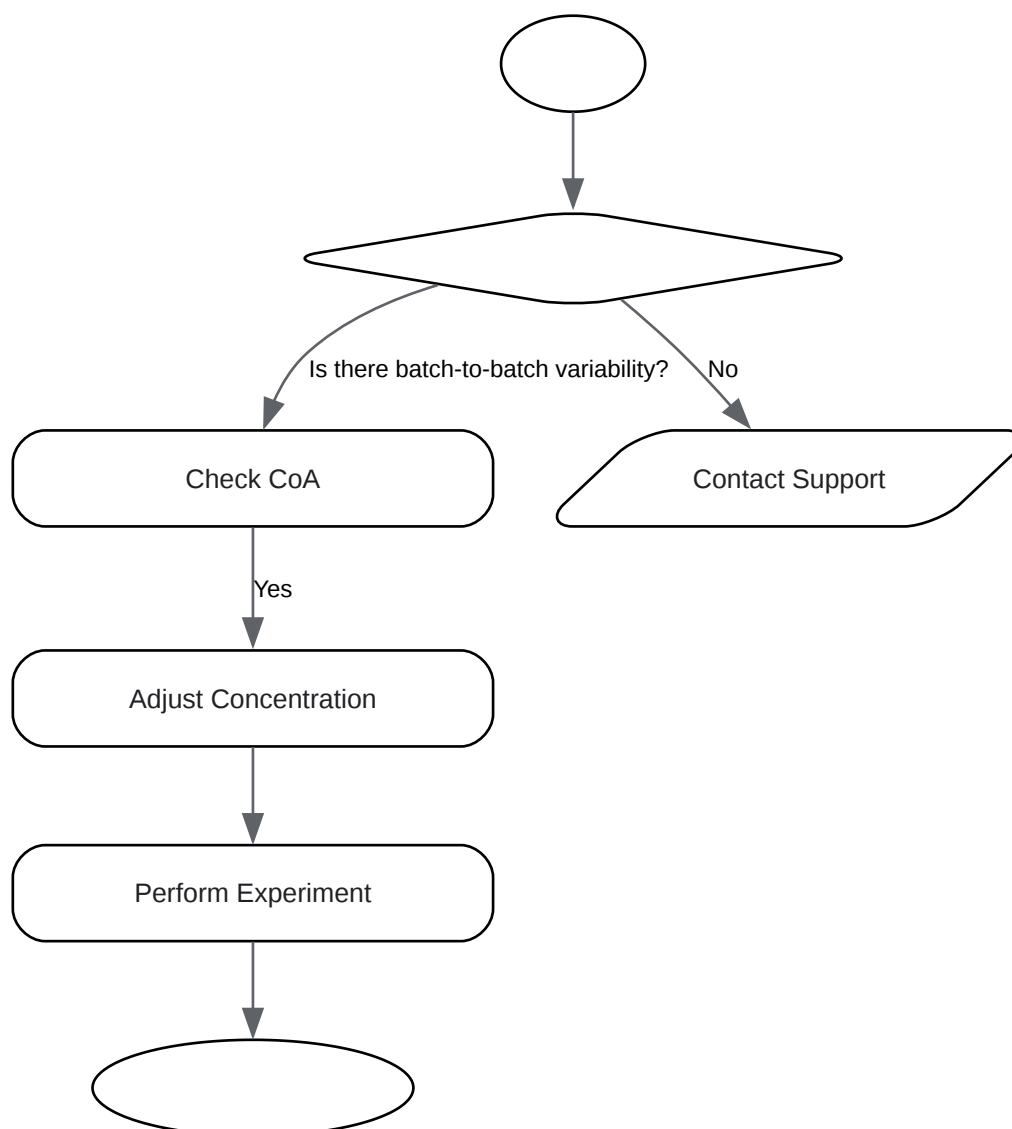 Is there batch-to-batch variability?
No
Check CoA
Contact Support
Yes
Adjust Concentration
Perform Experiment